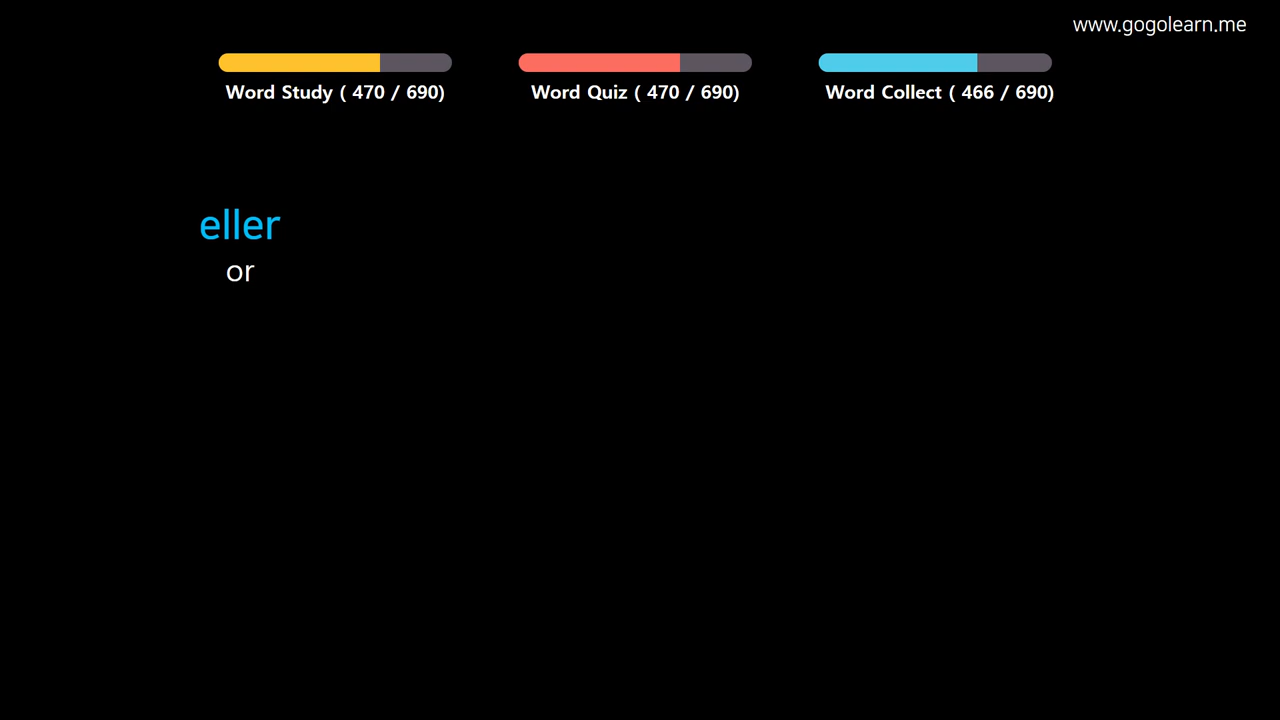 www.gogolearn.me
Word Study ( 470 / 690)
Word Quiz ( 470 / 690)
Word Collect ( 466 / 690)
eller
or